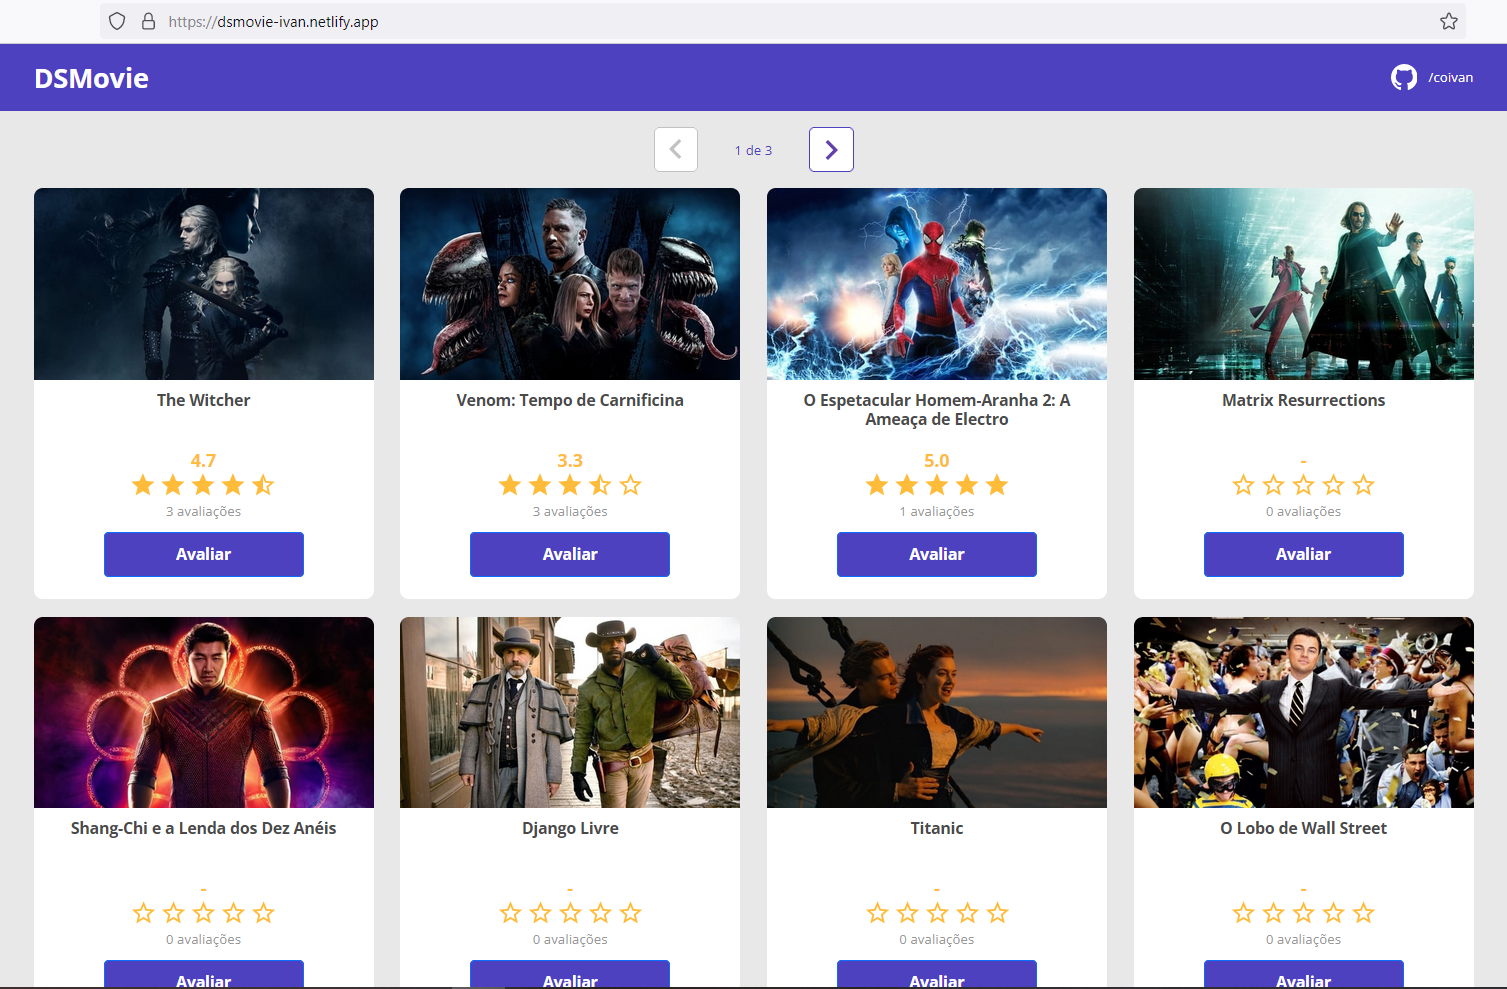 https://dsmovie-ivan.netlify.app
DSMovie
/coivan
1 de 3
The Witcher
4.7
3 avaliações
Avaliar
Venom: Tempo de Carnificina
3.3
3 avaliações
Avaliar
O Espetacular Homem-Aranha 2: A
Ameaça de Electro
5.0
1 avaliações
Avaliar
Matrix Resurrections
-
0 avaliações
Avaliar
Shang-Chi e a Lenda dos Dez Anéis
-
0 avaliações
Avaliar
Django Livre
-
0 avaliações
Avaliar
Titanic
-
0 avaliações
Avaliar
O Lobo de Wall Street
-
0 avaliações
Avaliar